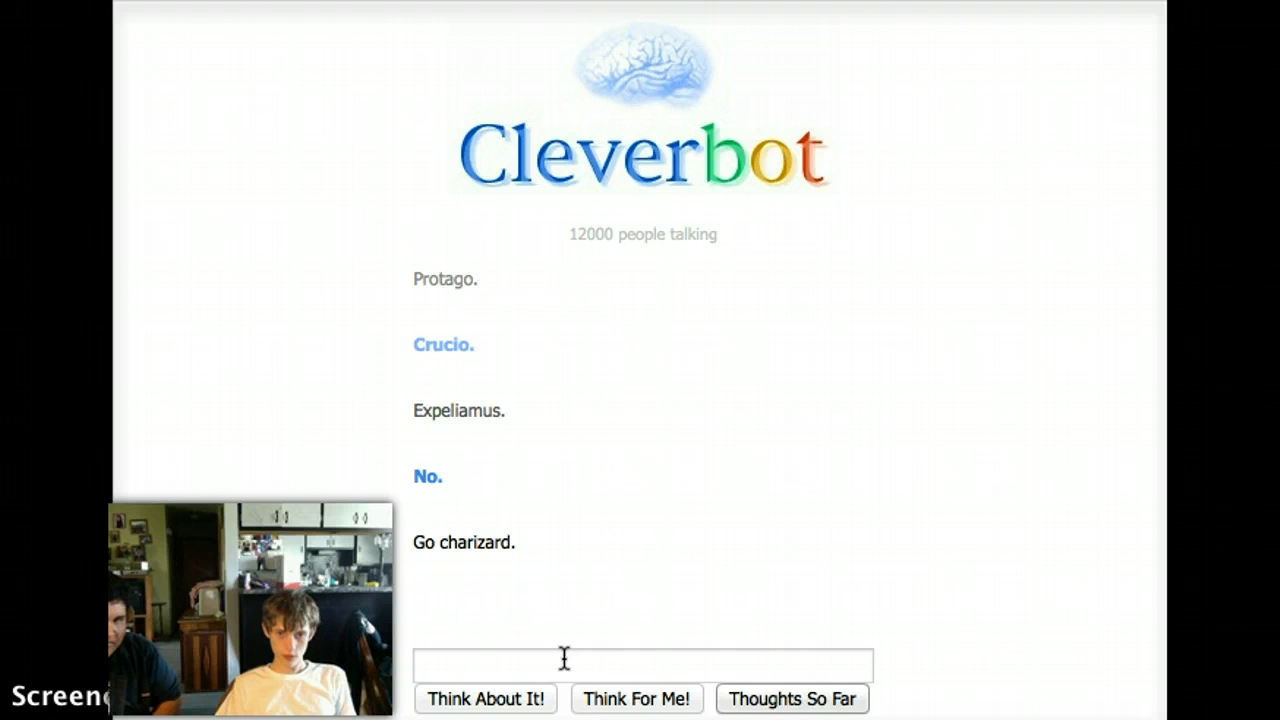 Cleverbot
12000 people talking
Protago.
Crucio.
Expeliamus.
No.
Go charizard.
Think About It! Think For Me! Thoughts So Far